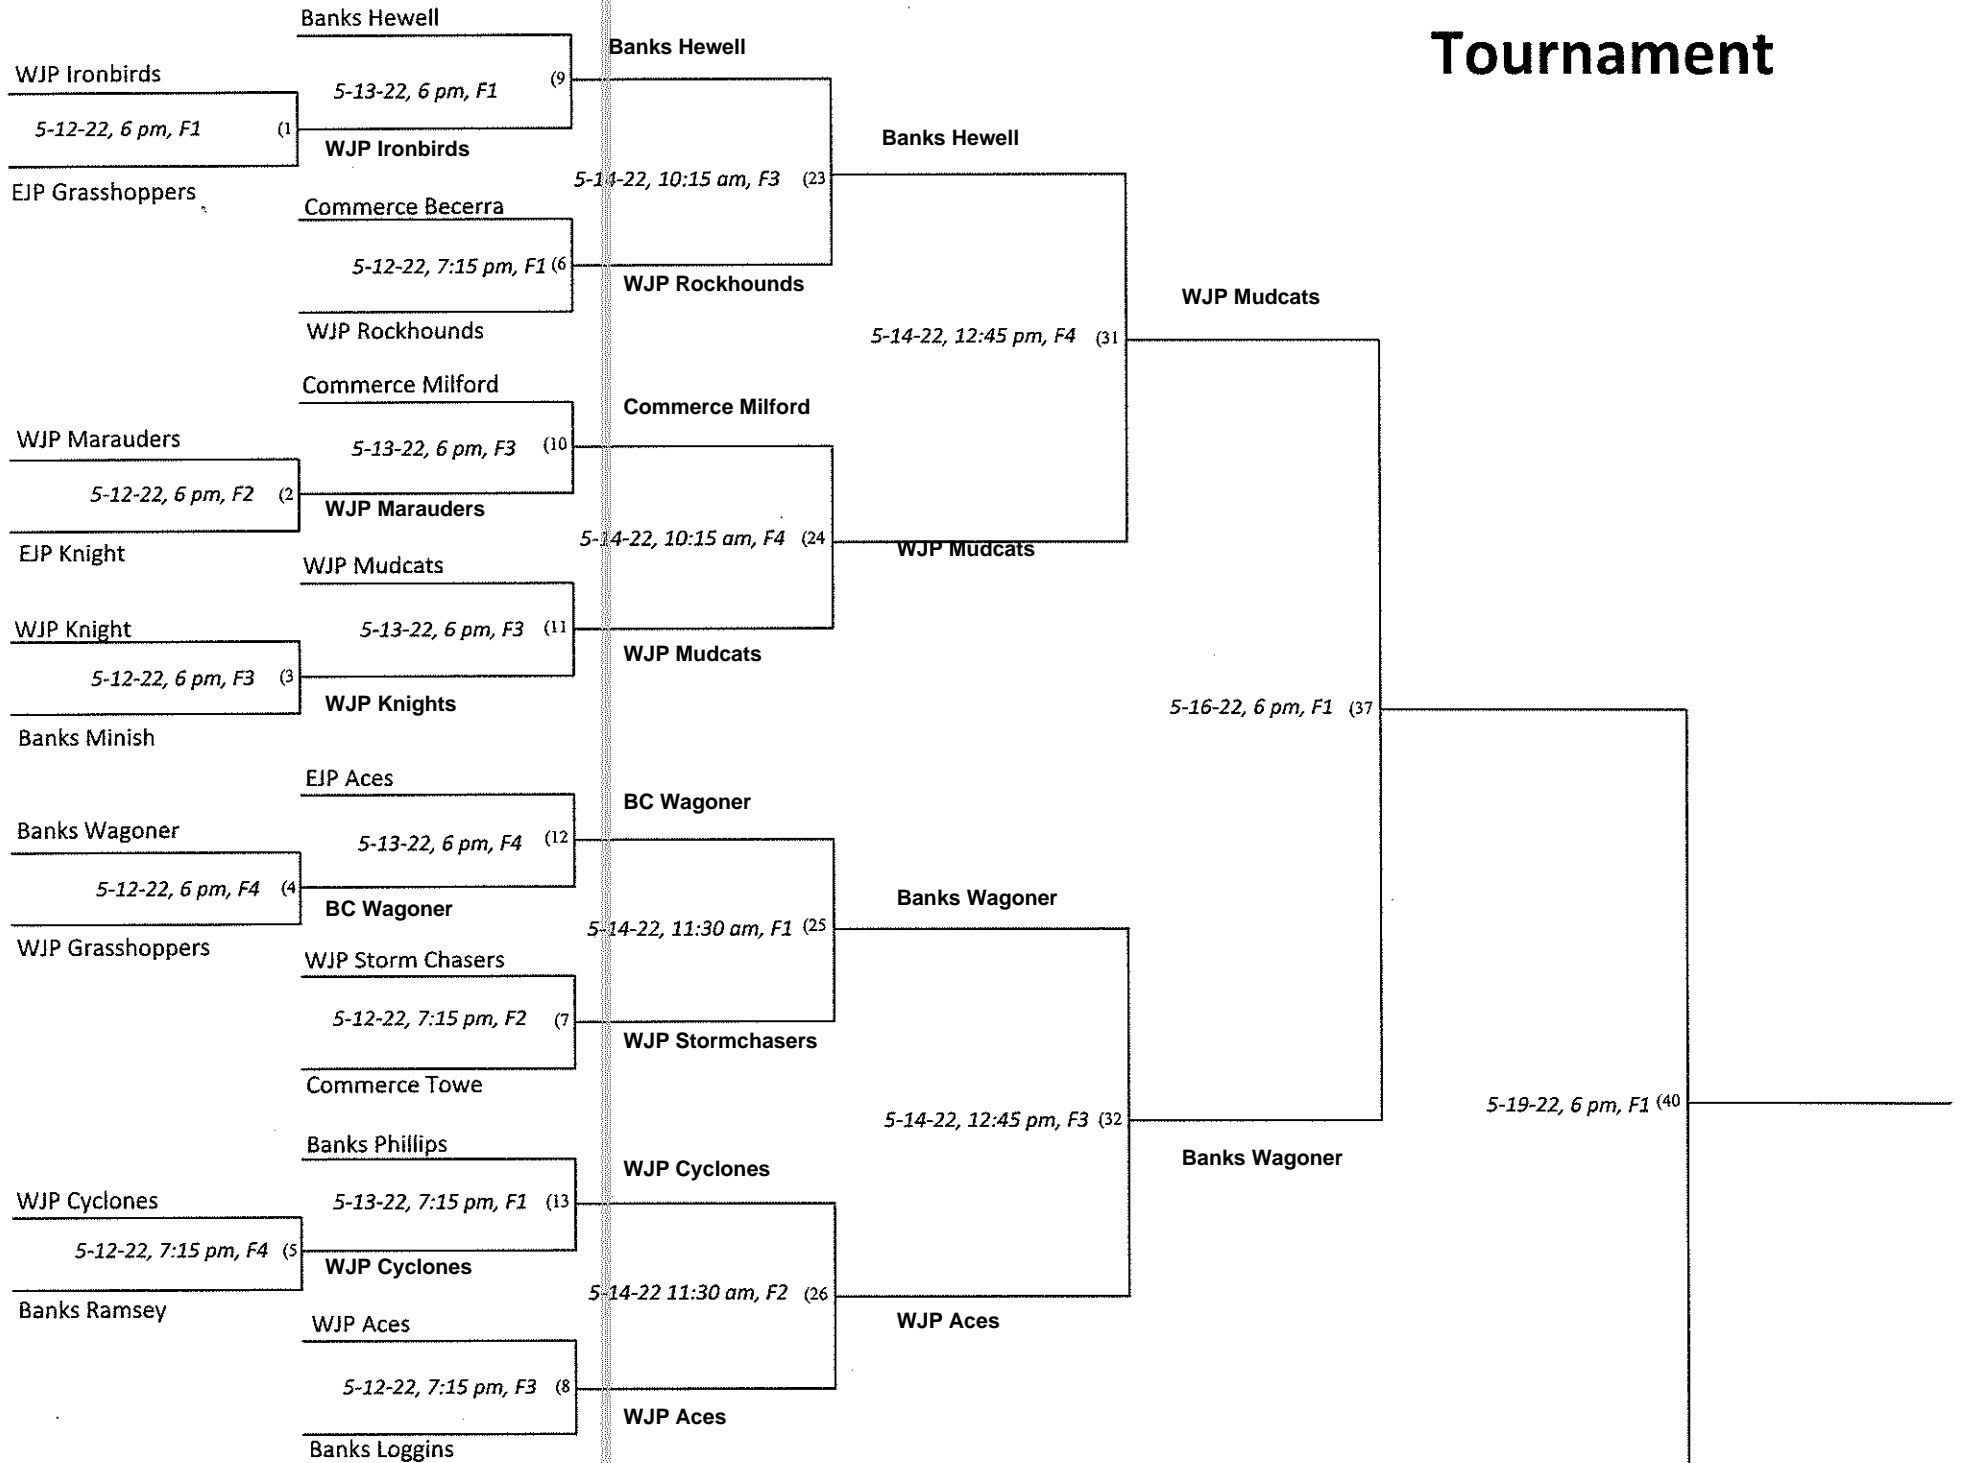 Tournament
Banks Hewell
Banks Hewell
WJP Ironbirds
5-13-22, 6 pm, F1 (9
5-12-22, 6 pm, F1 (1
Banks Hewell
WJP Ironbirds
5-14-22, 10:15 am, F3 (23
EJP Grasshoppers
Commerce Becerra
5-12-22, 7:15 pm, F1 (6
WJP Rockhounds
WJP Mudcats
WJP Rockhounds
5-14-22, 12:45 pm, F4 (31
Commerce Milford
Commerce Milford
WJP Marauders
5-13-22, 6 pm, F3 (10
5-12-22, 6 pm, F2 (2
WJP Marauders
5-14-22, 10:15 am, F4 (24
WJP Mudcats
EJP Knight
WJP Mudcats
WJP Knight
5-13-22, 6 pm, F3 (11
WJP Mudcats
5-12-22, 6 pm, F3 (3
WJP Knights
5-16-22, 6 pm, F1 (37
Banks Minish
EJP Aces
BC Wagoner
Banks Wagoner
5-13-22, 6 pm, F4 (12
5-12-22, 6 pm, F4 (4
Banks Wagoner
BC Wagoner
5-14-22, 11:30 am, F1 (25
WJP Grasshoppers
WJP Storm Chasers
5-12-22, 7:15 pm, F2 (7
WJP Stormchasers
Commerce Towe
5-19-22, 6 pm, F1 (40
5-14-22, 12:45 pm, F3 (32
Banks Phillips
Banks Wagoner
WJP Cyclones
WJP Cyclones
5-13-22, 7:15 pm, F1 (13
5-12-22, 7:15 pm, F4 (5
WJP Cyclones
5-14-22 11:30 am, F2 (26
Banks Ramsey
WJP Aces
WJP Aces
5-12-22, 7:15 pm, F3 (8
WJP Aces
Banks Loggins